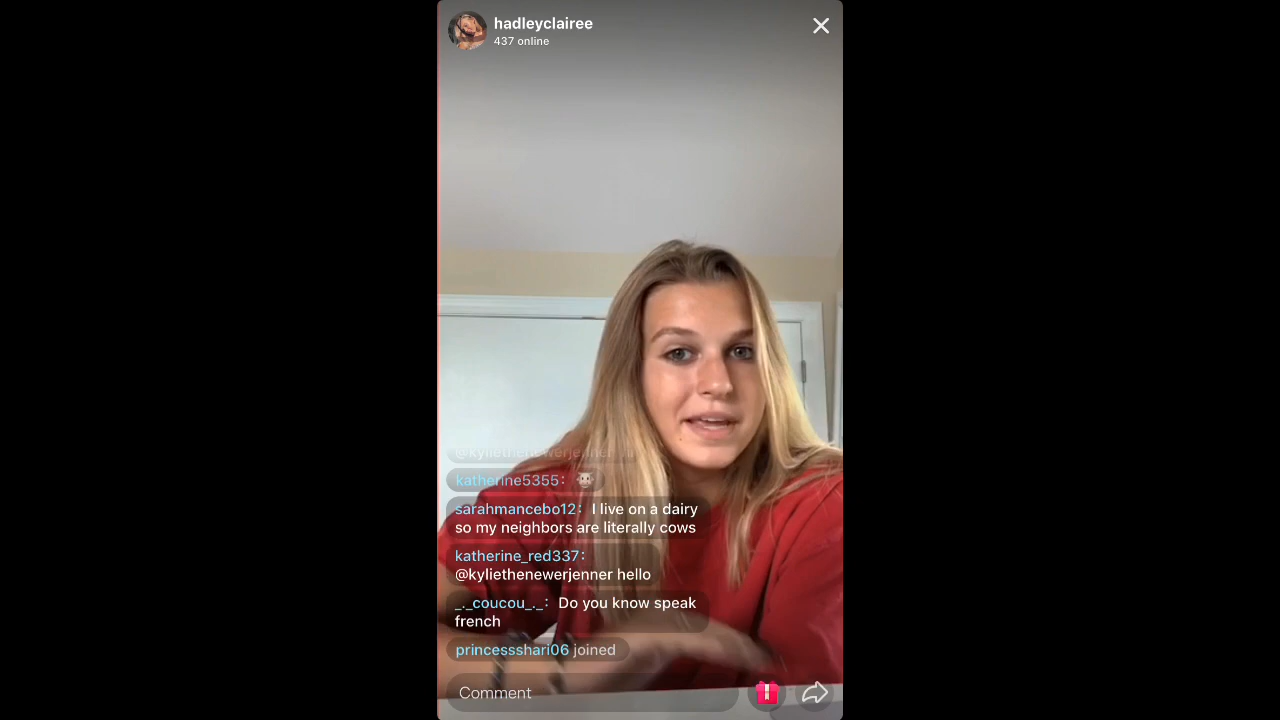 hadleyclairee
437 online
@kyliethenewerjenner
katherine5355:
sarahmancebo12: I live on a dairy
so my neighbors are literally cows
katherine_red337:
@kyliethenewerjenner hello
_._coucou_._: Do you know speak
french
princessshari06 joined
Comment